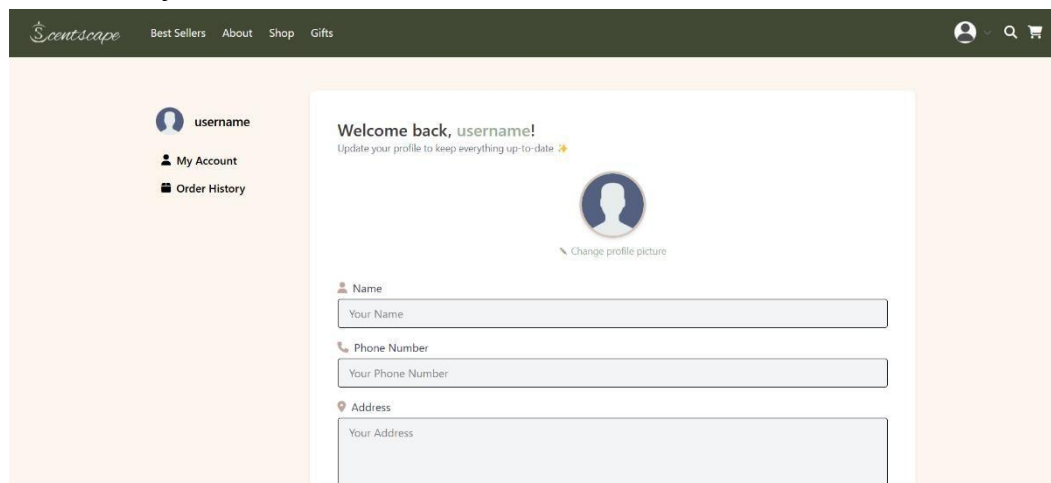 Scentscape Best Sellers About Shop Gifts
username
My Account
Order History
Welcome back, username!
Update your profile to keep everything up-to-date ✨
Change profile picture
Name
Your Name
Phone Number
Your Phone Number
Address
Your Address